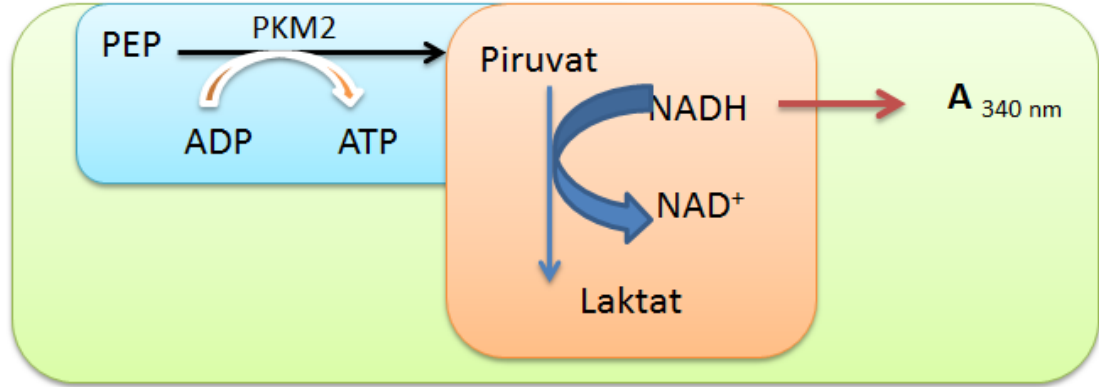 PEP
PKM2
ADP
ATP
Piruvat
NADH
NAD⁺
Laktat
A 340 nm